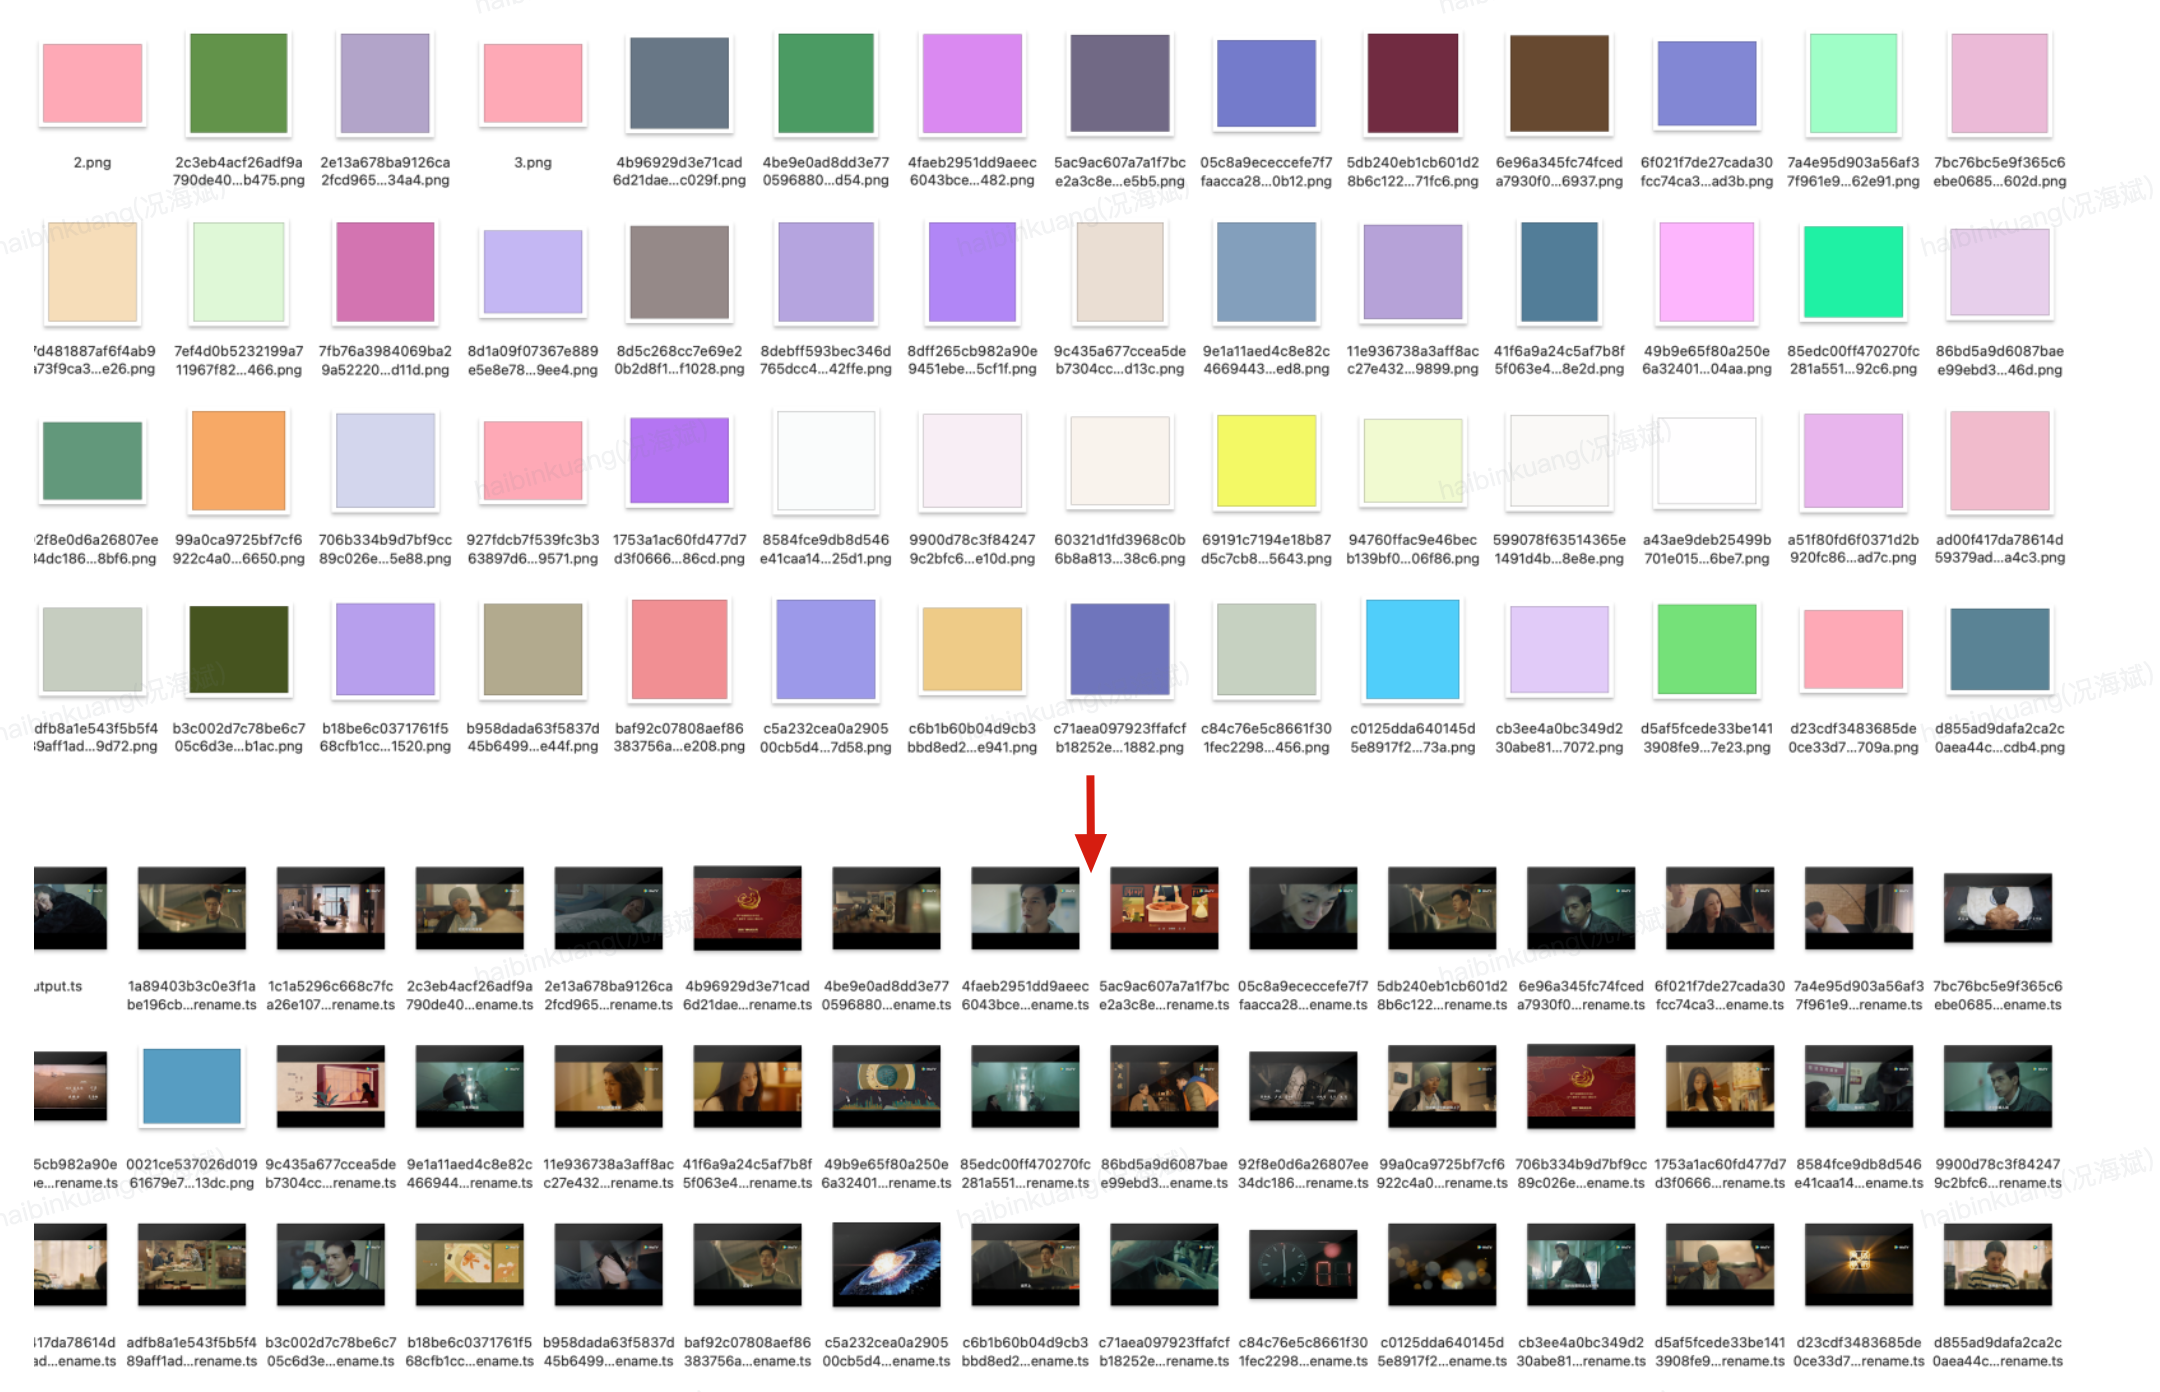 2.png
2c3eb4acf26adf9a
790de40...b475.png
2e13a678ba9126ca
2fcd965...34a4.png
3.png
4b96929d3e71cad
6d21dae...c029f.png
4be9e0ad8dd3e77
0596880...d54.png
4faeb2951dd9aeec
6043bce...482.png
5ac9ac607a7a1f7bc
e2a3c8e...e5b5.png
05c8a9ececcefe7f7
faacca28...0b12.png
5db240eb1cb601d2
8b6c122...71fc6.png
6e96a345fc74fced
a7930f0...6937.png
6f021f7de27cada30
fcc74ca3...ad3b.png
7a4e95d903a56af3
7f961e9...62e91.png
7bc76bc5e9f365c6
ebe0685...602d.png
7d481887af6f4ab9
a73f9ca3...e26.png
7ef4d0b5232199a7
11967f82...466.png
7fb76a3984069ba2
9a52220...d11d.png
8d1a09f07367e889
e5e8e78...9ee4.png
8d5c268cc7e69e2
0b2d8f1...f1028.png
8debff593bec346d
765dcc4...42ffe.png
8dff265cb982a90e
9451ebe...5cf1f.png
9c435a677ccea5de
b7304cc...d13c.png
9e1a11aed4c8e82c
4669443...ed8.png
11e936738a3aff8ac
c27e432...9899.png
41f6a9a24c5af7b8f
5f063e4...8e2d.png
49b9e65f80a250e
6a32401...04aa.png
85edc00ff470270fc
281a551...92c6.png
86bd5a9d6087bae
e99ebd3...46d.png
92f8e0d6a26807ee
34dc186...8bf6.png
99a0ca9725bf7cf6
922c4a0...6650.png
706b334b9d7bf9cc
89c026e...5e88.png
927fdcb7f539fc3b3
63897d6...9571.png
1753a1ac60fd477d7
d3f0666...86cd.png
8584fce9db8d546
e41caa14...25d1.png
9900d78c3f84247
9c2bfc6...e10d.png
60321d1fd3968c0b
6b8a813...38c6.png
69191c7194e18b87
d5c7cb8...5643.png
94760ffac9e46bec
b139bf0...06f86.png
599078f63514365e
1491d4b...8e8e.png
a43ae9deb25499b
701e015...6be7.png
a51f80fd6f0371d2b
920fc86...ad7c.png
ad00f417da78614d
59379ad...a4c3.png
adfb8a1e543f5b5f4
89aff1ad...9d72.png
b3c002d7c78be6c7
05c6d3e...b1ac.png
b18be6c0371761f5
68cfb1cc...1520.png
b958dada63f5837d
45b6499...e44f.png
baf92c07808aef86
383756a...e208.png
c5a232cea0a2905
00cb5d4...7d58.png
c6b1b60b04d9cb3
bbd8ed2...e941.png
c71aea097923ffafcf
b18252e...1882.png
c84c76e5c8661f30
1fec2298...456.png
c0125dda640145d
5e8917f2...73a.png
cb3ee4a0bc349d2
30abe81...7072.png
d5af5fcede33be141
3908fe9...7e23.png
d23cdf3483685de
0ce33d7...709a.png
d855ad9dafa2ca2c
0aea44c...cdb4.png
utput.ts
1a89403b3c0e3f1a
be196cb...rename.ts
1c1a5296c668c7fc
a26e107...rename.ts
2c3eb4acf26adf9a
790de40...ename.ts
2e13a678ba9126ca
2fcd965...rename.ts
4b96929d3e71cad
6d21dae...rename.ts
4be9e0ad8dd3e77
0596880...ename.ts
4faeb2951dd9aeec
6043bce...ename.ts
5ac9ac607a7a1f7bc
e2a3c8e...rename.ts
05c8a9ececcefe7f7
faacca28...ename.ts
5db240eb1cb601d2
8b6c122...rename.ts
6e96a345fc74fced
a7930f0...rename.ts
6f021f7de27cada30
fcc74ca3...ename.ts
7a4e95d903a56af3
7f961e9...rename.ts
7bc76bc5e9f365c6
ebe0685...ename.ts
5cb982a90e
e...rename.ts
0021ce537026d019
61679e7...13dc.png
9c435a677ccea5de
b7304cc...rename.ts
9e1a11aed4c8e82c
466944...ename.ts
11e936738a3aff8ac
c27e432...rename.ts
41f6a9a24c5af7b8f
5f063e4...rename.ts
49b9e65f80a250e
6a32401...rename.ts
85edc00ff470270fc
281a551...rename.ts
86bd5a9d6087bae
e99ebd3...ename.ts
92f8e0d6a26807ee
34dc186...rename.ts
99a0ca9725bf7cf6
922c4a0...rename.ts
706b334b9d7bf9cc
89c026e...rename.ts
1753a1ac60fd477d7
d3f0666...rename.ts
8584fce9db8d546
e41caa14...ename.ts
9900d78c3f84247
9c2bfc6...rename.ts
417da78614d
ad...ename.ts
adfb8a1e543f5b5f4
89aff1ad...rename.ts
b3c002d7c78be6c7
05c6d3e...ename.ts
b18be6c0371761f5
68cfb1cc...ename.ts
b958dada63f5837d
45b6499...ename.ts
baf92c07808aef86
383756a...ename.ts
c5a232cea0a2905
00cb5d4...ename.ts
c6b1b60b04d9cb3
bbd8ed2...ename.ts
c71aea097923ffafcf
b18252e...rename.ts
c84c76e5c8661f30
1fec2298...ename.ts
c0125dda640145d
5e8917f2...ename.ts
cb3ee4a0bc349d2
30abe81...rename.ts
d5af5fcede33be141
3908fe9...rename.ts
d23cdf3483685de
0ce33d7...rename.ts
d855ad9dafa2ca2c
0aea44c...rename.ts
haibinkuang(况海斌)